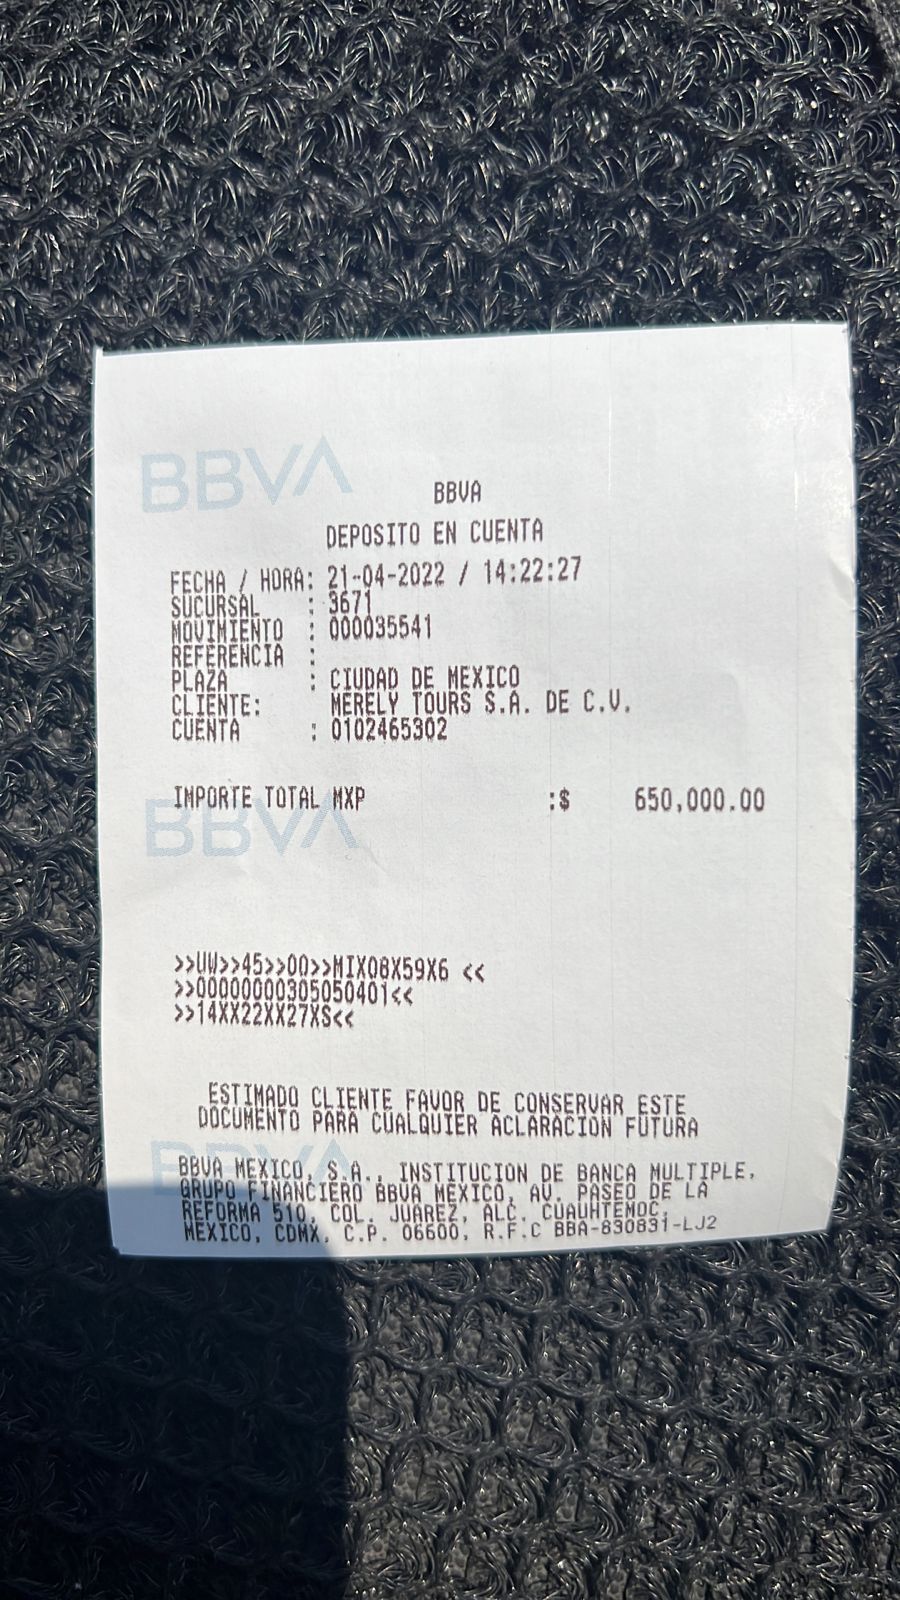 BBVA
BBVA
DEPOSITO EN CUENTA
FECHA / HORA: 21-04-2022 / 14:22:27
SUCURSAL : 3671
MOVIMIENTO : 000035541
REFERENCIA :
PLAZA : CIUDAD DE MEXICO
CLIENTE: MERELY TOURS S.A. DE C.V.
CUENTA : 0102465302
IMPORTE TOTAL MXP :$ 650,000.00
BBVA
>>UW>>45>>00>>MIX08X59X6 <<
>>00000000305050401<<
>>14XX22XX27XS<<
ESTIMADO CLIENTE FAVOR DE CONSERVAR ESTE
DOCUMENTO PARA CUALQUIER ACLARACION FUTURA
BBVA
BBVA MEXICO, S.A., INSTITUCION DE BANCA MULTIPLE,
GRUPO FINANCIERO BBVA MEXICO, AV. PASEO DE LA
REFORMA 510, COL. JUAREZ, ALC. CUAUHTEMOC,
MEXICO, CDMX, C.P. 06600, R.F.C BBA-830831-LJ2